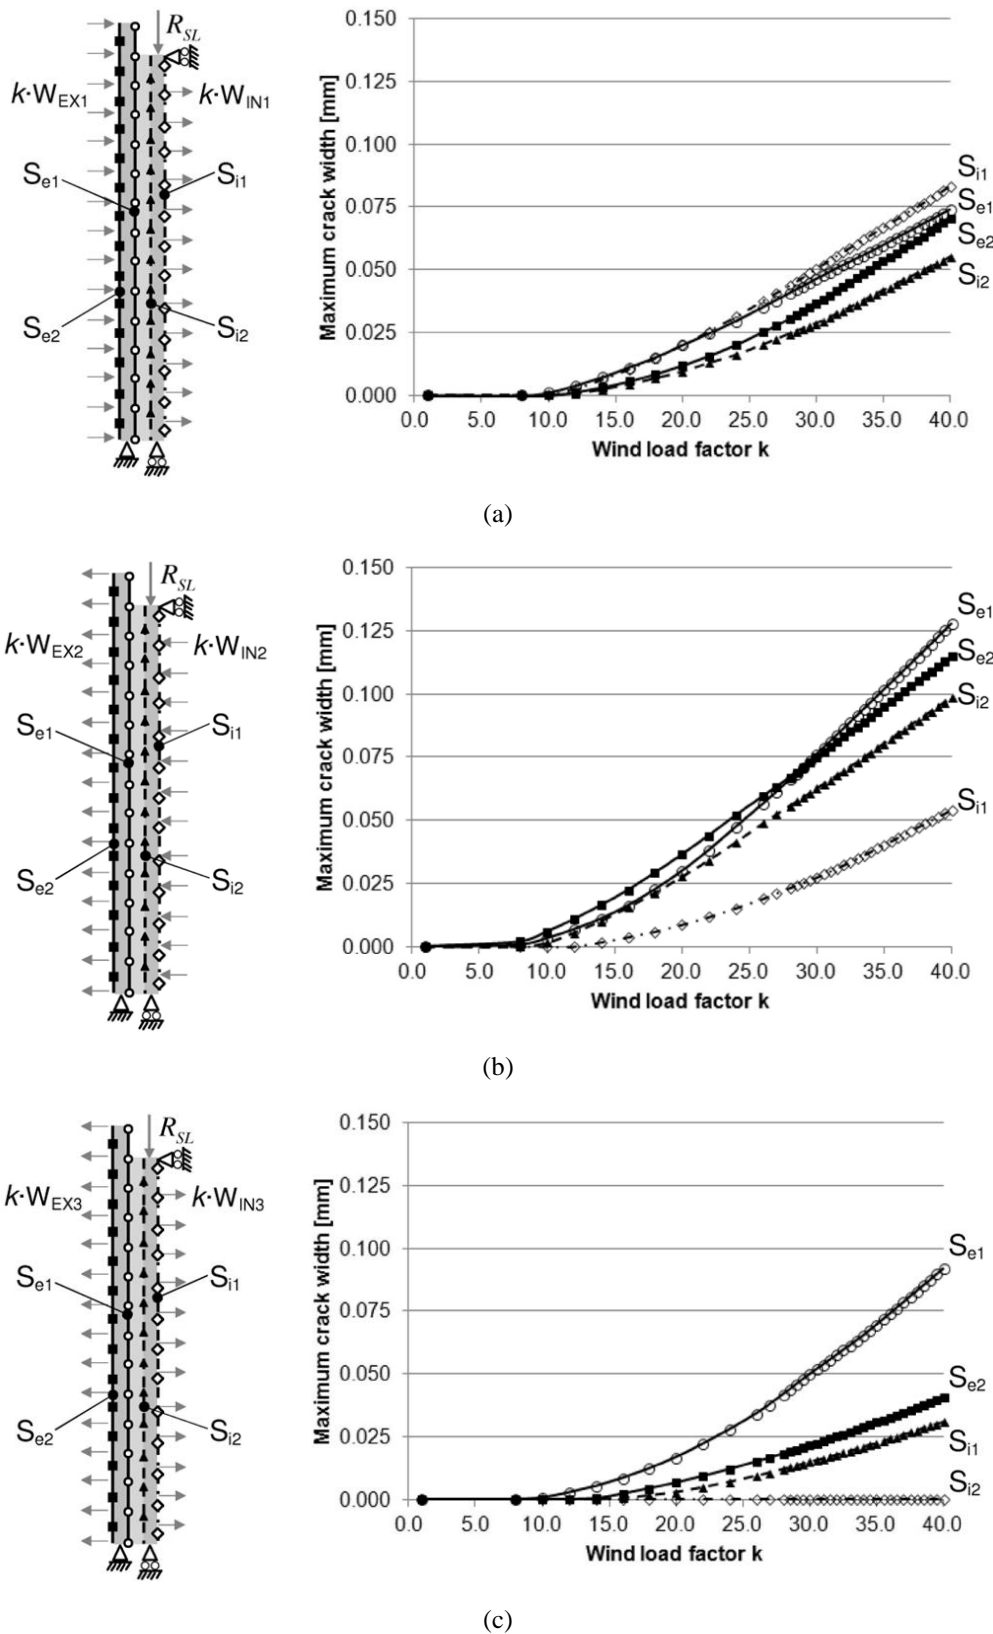 R_SL
k·W_EX1
k·W_IN1
S_e1
S_i1
S_e2
S_i2
Maximum crack width [mm]
0.150
0.125
0.100
0.075
0.050
0.025
0.000
S_i1
S_e1
S_e2
S_i2
0.0 5.0 10.0 15.0 20.0 25.0 30.0 35.0 40.0
Wind load factor k
(a)
R_SL
k·W_EX2
k·W_IN2
S_e1
S_i1
S_e2
S_i2
Maximum crack width [mm]
0.150
0.125
0.100
0.075
0.050
0.025
0.000
S_e1
S_e2
S_i2
S_i1
0.0 5.0 10.0 15.0 20.0 25.0 30.0 35.0 40.0
Wind load factor k
(b)
R_SL
k·W_EX3
k·W_IN3
S_e1
S_i1
S_e2
S_i2
Maximum crack width [mm]
0.150
0.125
0.100
0.075
0.050
0.025
0.000
S_e1
S_e2
S_i1
S_i2
0.0 5.0 10.0 15.0 20.0 25.0 30.0 35.0 40.0
Wind load factor k
(c)